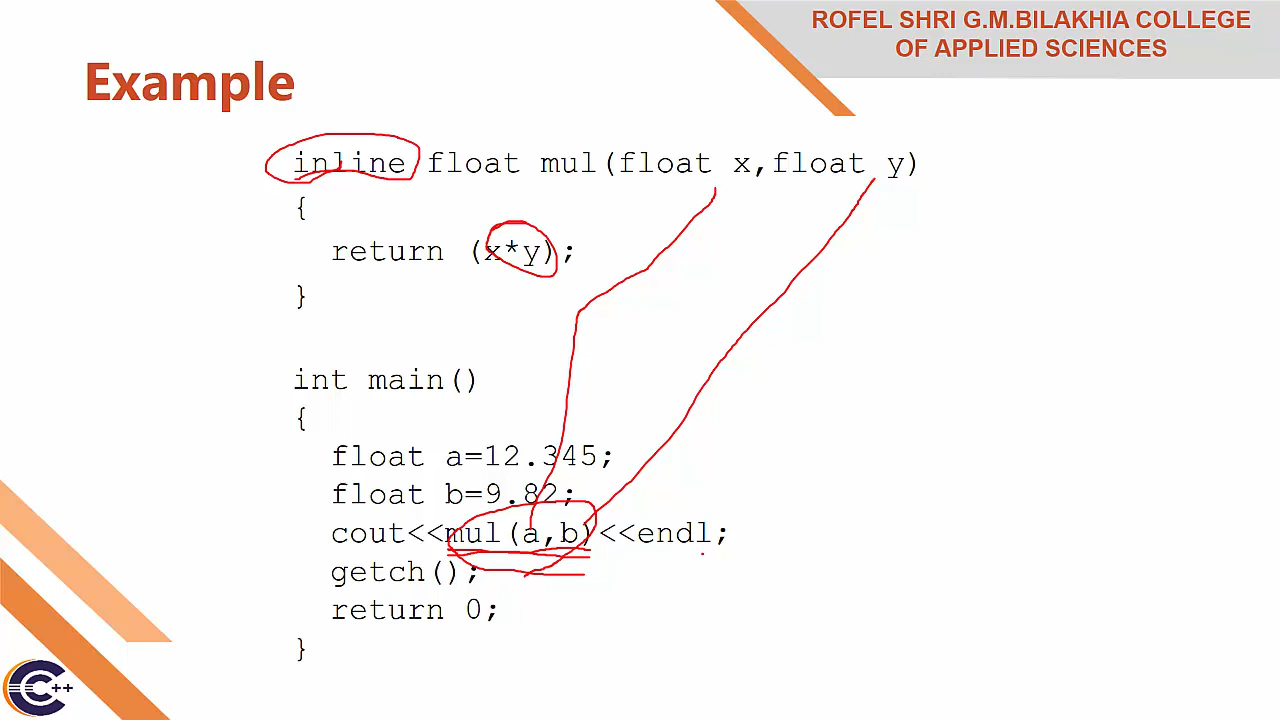 ROFEL SHRI G.M.BILAKHIA COLLEGE
OF APPLIED SCIENCES
Example
inline float mul(float x,float y)
{
return (x*y);
}
int main()
{
float a=12.345;
float b=9.82;
cout<<mul(a,b)<<endl;
getch();
return 0;
}
C++